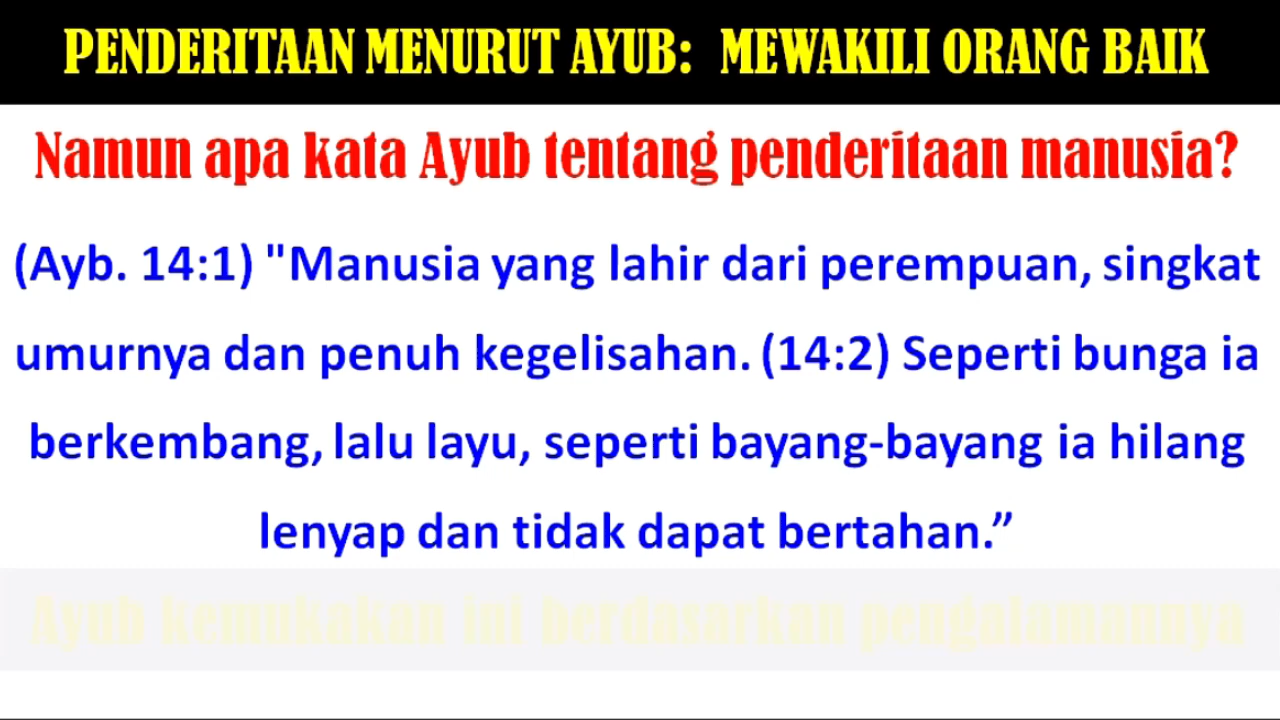 PENDERITAAN MENURUT AYUB: MEWAKILI ORANG BAIK
Namun apa kata Ayub tentang penderitaan manusia?
(Ayb. 14:1) "Manusia yang lahir dari perempuan, singkat
umurnya dan penuh kegelisahan. (14:2) Seperti bunga ia
berkembang, lalu layu, seperti bayang-bayang ia hilang
lenyap dan tidak dapat bertahan.”
Ayub kemukakan ini berdasarkan pengalamannya